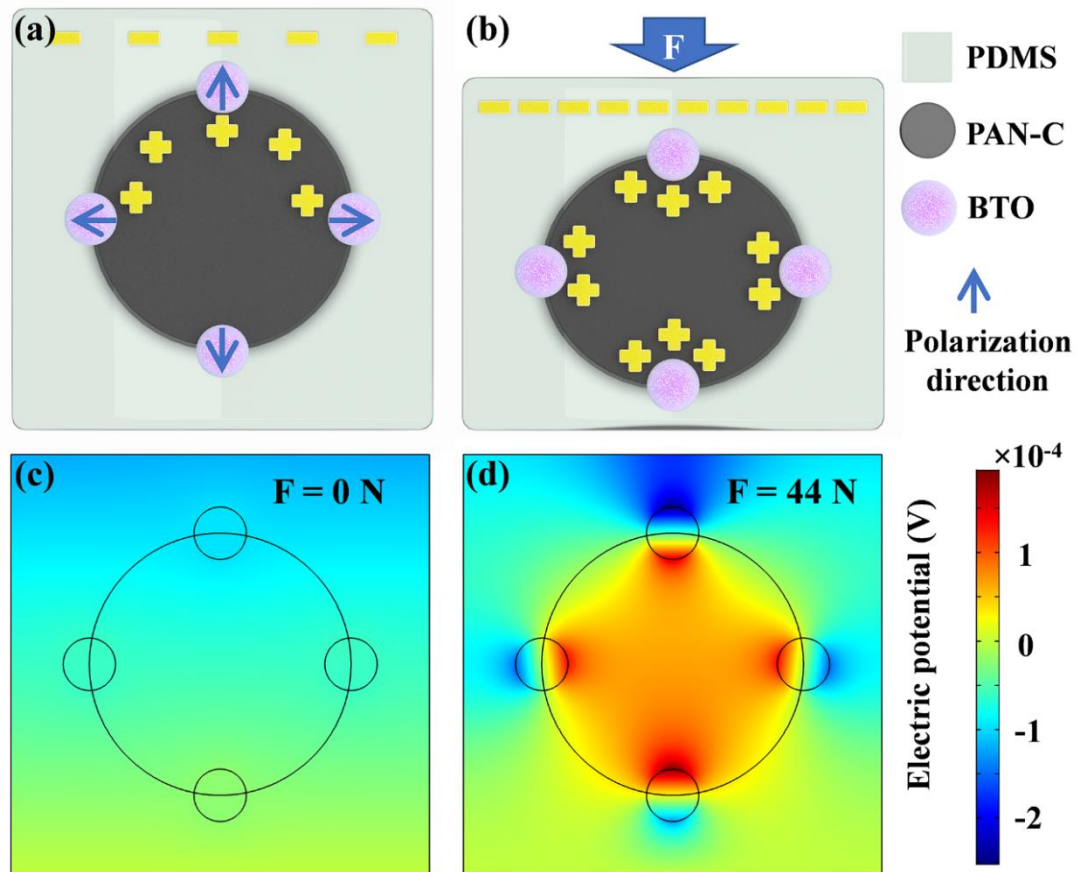 (a)
(b)
F
PDMS
PAN-C
BTO
Polarization
direction
(c)
F = 0 N
(d)
F = 44 N
×10⁻⁴
Electric potential (V)
1
0
-1
-2